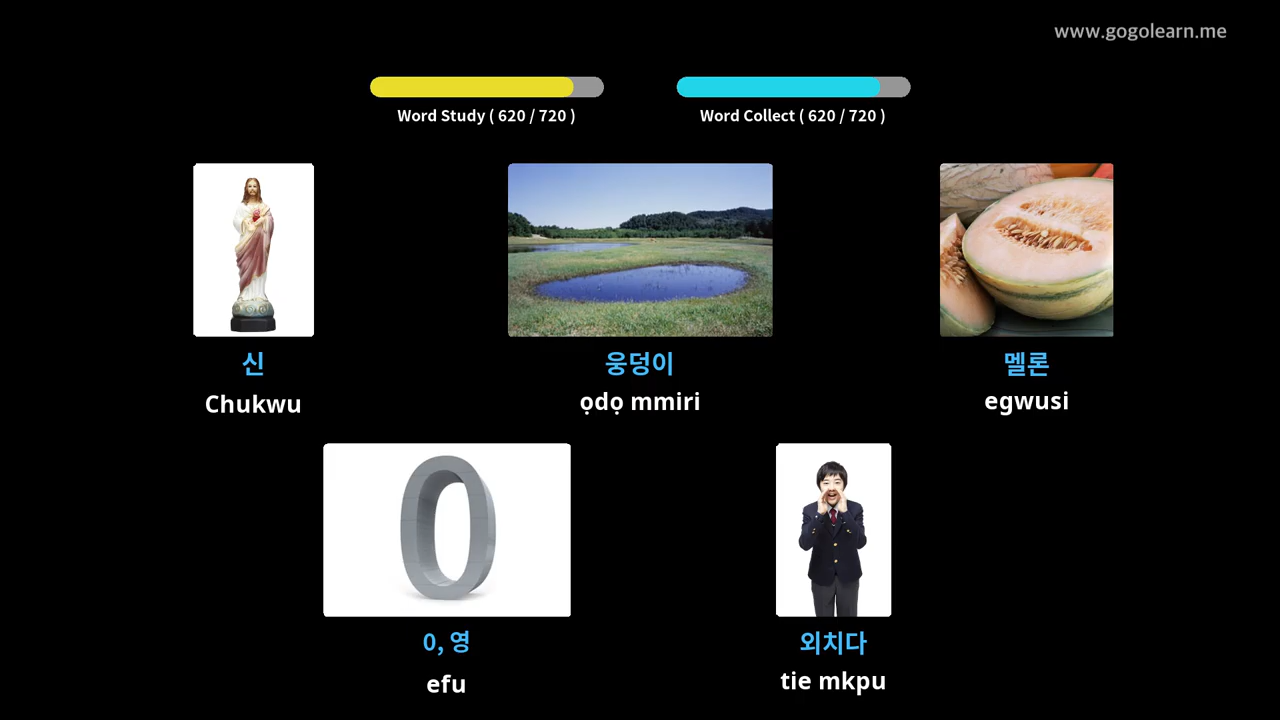 www.gogolearn.me
Word Study ( 620 / 720 )
Word Collect ( 620 / 720 )
신
Chukwu
웅덩이
ọdọ mmiri
멜론
egwusi
0, 영
efu
외치다
tie mkpu